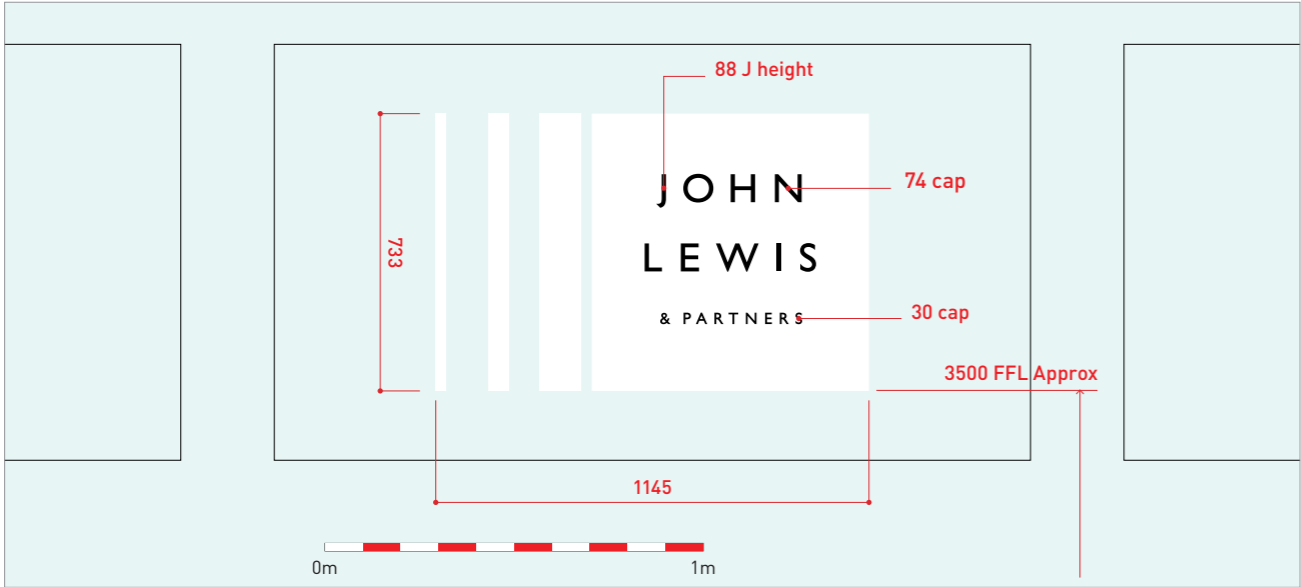 88 J height
JOHN
74 cap
LEWIS
733
& PARTNERS
30 cap
3500 FFL Approx
1145
0m
1m